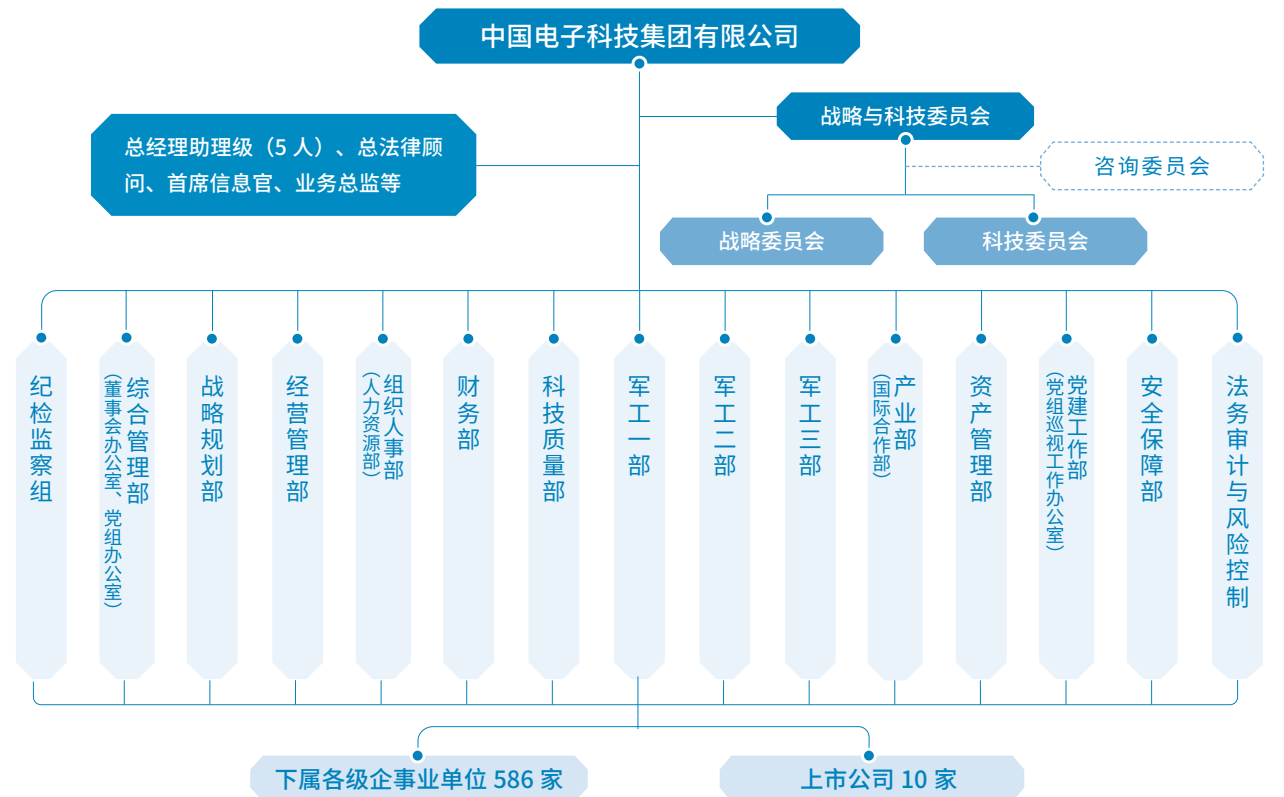 中国电子科技集团有限公司
战略与科技委员会
总经理助理级（5 人）、总法律顾
问、首席信息官、业务总监等
咨询委员会
战略委员会
科技委员会
纪检监察组
综合管理部
（董事会办公室、党组办公室）
战略规划部
经营管理部
组织人事部
（人力资源部）
财务部
科技质量部
军工一部
军工二部
军工三部
产业部
（国际合作部）
资产管理部
党建工作部
（党组巡视工作办公室）
安全保障部
法务审计与风险控制
下属各级企事业单位 586 家
上市公司 10 家